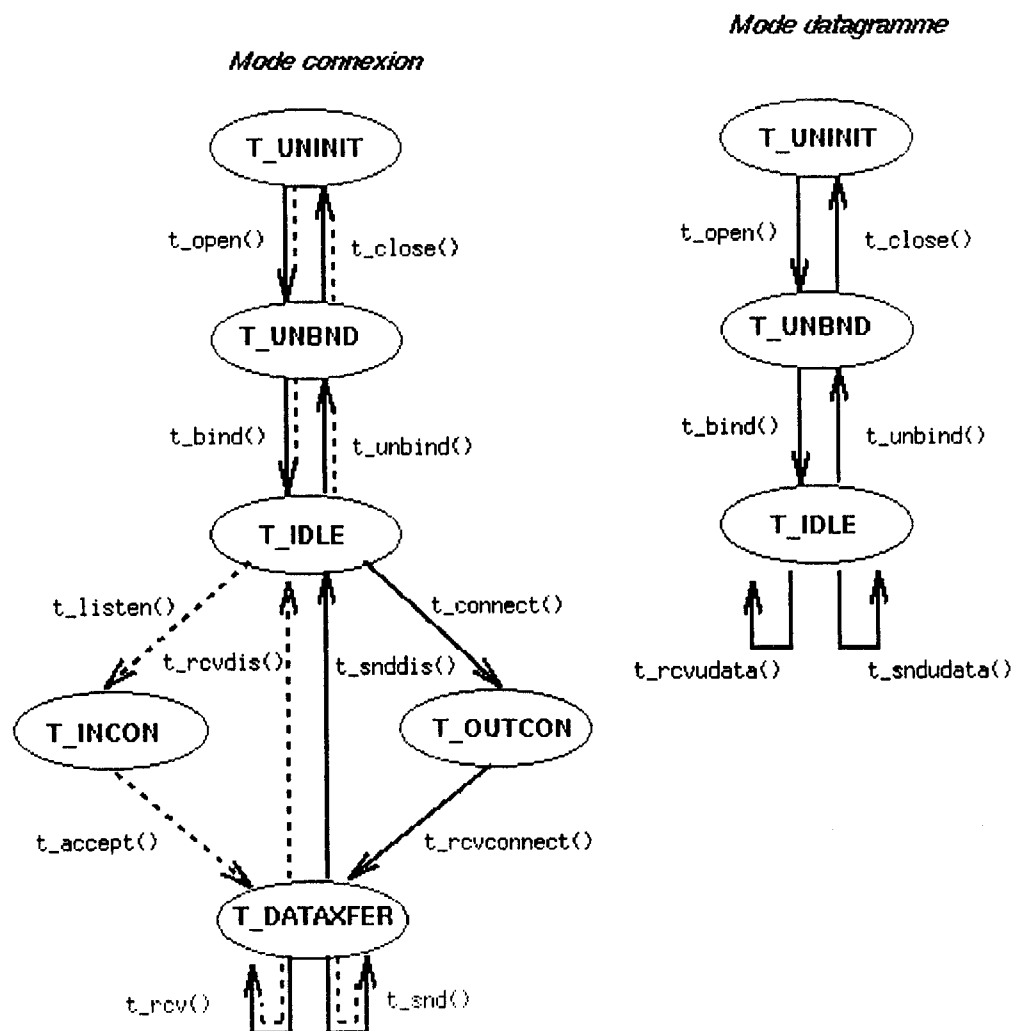 Mode connexion
T_UNINIT
t_open()
t_close()
T_UNBND
t_bind()
t_unbind()
T_IDLE
t_listen()
t_connect()
t_rcvdis()
t_snddis()
T_INCON
T_OUTCON
t_accept()
t_rcvconnect()
T_DATAXFER
t_rcv()
t_snd()
Mode datagramme
T_UNINIT
t_open()
t_close()
T_UNBND
t_bind()
t_unbind()
T_IDLE
t_rcvudata()
t_sndudata()